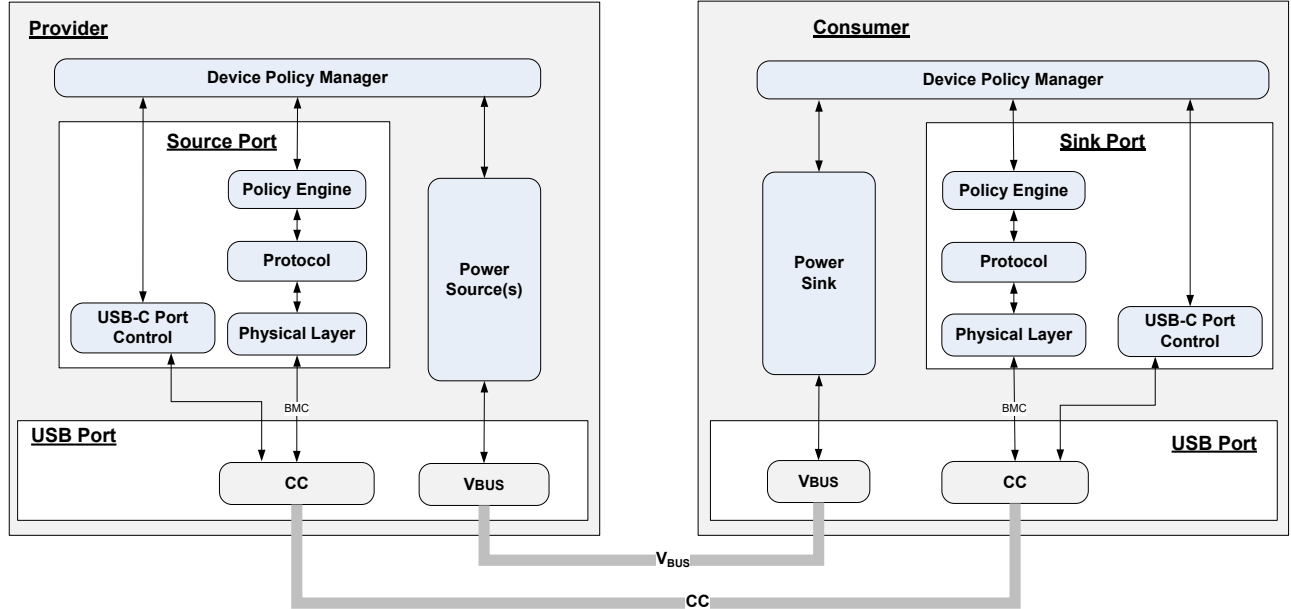 Provider
Device Policy Manager
Source Port
Policy Engine
Protocol
USB-C Port
Control
Physical Layer
Power
Source(s)
BMC
USB Port
CC
VBUS
Consumer
Device Policy Manager
Sink Port
Power
Sink
Policy Engine
Protocol
Physical Layer
USB-C Port
Control
BMC
USB Port
VBUS
CC
VBUS
CC